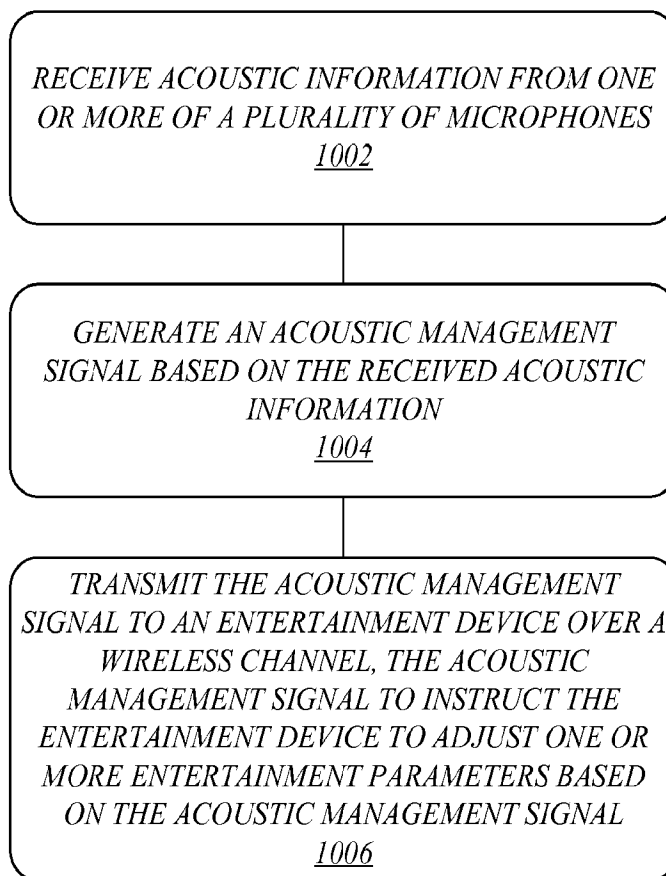 RECEIVE ACOUSTIC INFORMATION FROM ONE
OR MORE OF A PLURALITY OF MICROPHONES
1002
GENERATE AN ACOUSTIC MANAGEMENT
SIGNAL BASED ON THE RECEIVED ACOUSTIC
INFORMATION
1004
TRANSMIT THE ACOUSTIC MANAGEMENT
SIGNAL TO AN ENTERTAINMENT DEVICE OVER A
WIRELESS CHANNEL, THE ACOUSTIC
MANAGEMENT SIGNAL TO INSTRUCT THE
ENTERTAINMENT DEVICE TO ADJUST ONE OR
MORE ENTERTAINMENT PARAMETERS BASED
ON THE ACOUSTIC MANAGEMENT SIGNAL
1006